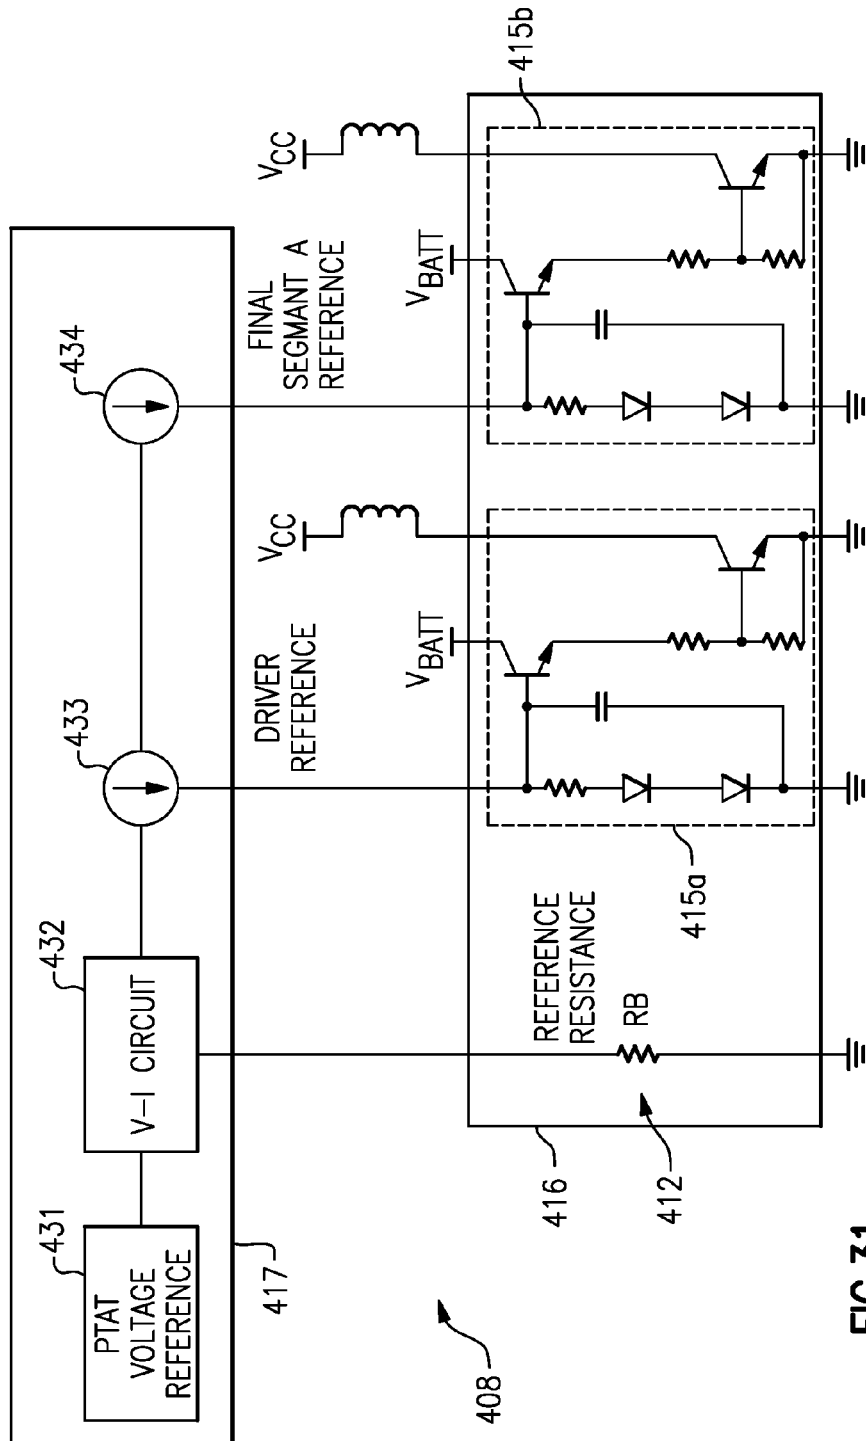 PTAT
VOLTAGE
REFERENCE
431
V-I CIRCUIT
432
433
434
417
DRIVER
REFERENCE
FINAL
SEGMANT A
REFERENCE
VCC
VCC
VBATT
VBATT
408
416
412
REFERENCE
RESISTANCE
RB
415a
415b
FIG.31